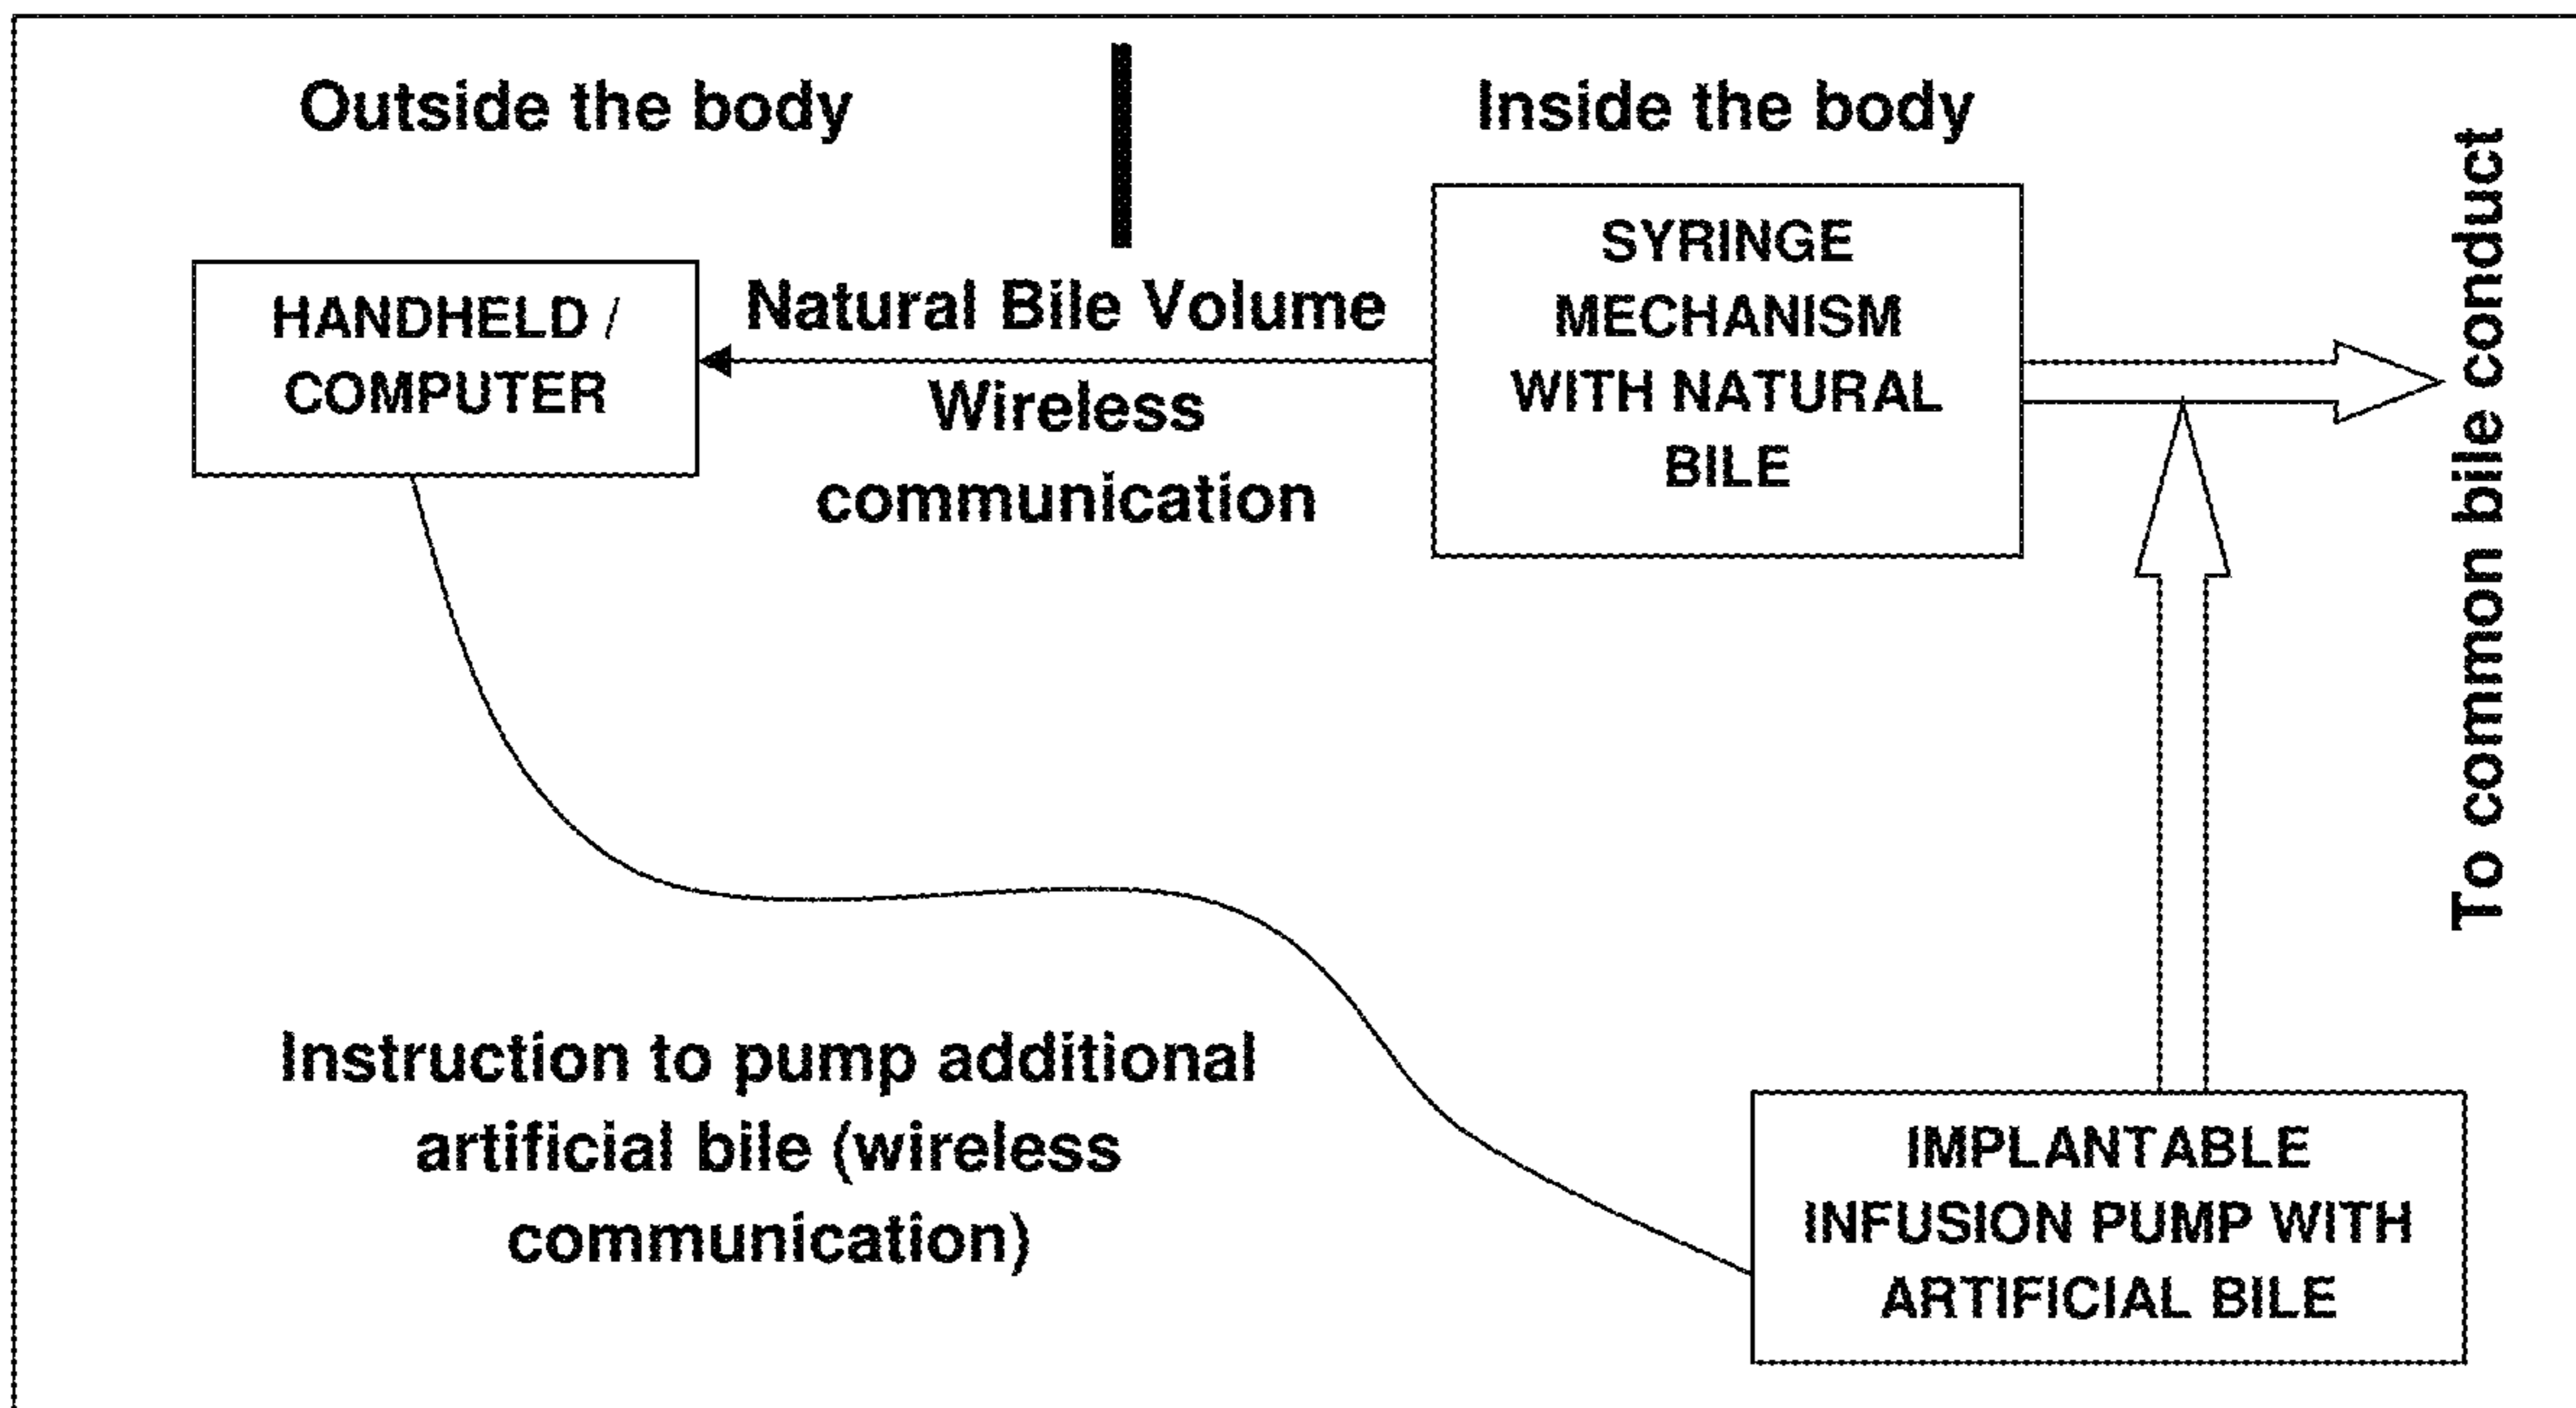 Outside the body
Inside the body
HANDHELD /
COMPUTER
Natural Bile Volume
Wireless
communication
SYRINGE
MECHANISM
WITH NATURAL
BILE
To common bile conduct
Instruction to pump additional
artificial bile (wireless
communication)
IMPLANTABLE
INFUSION PUMP WITH
ARTIFICIAL BILE